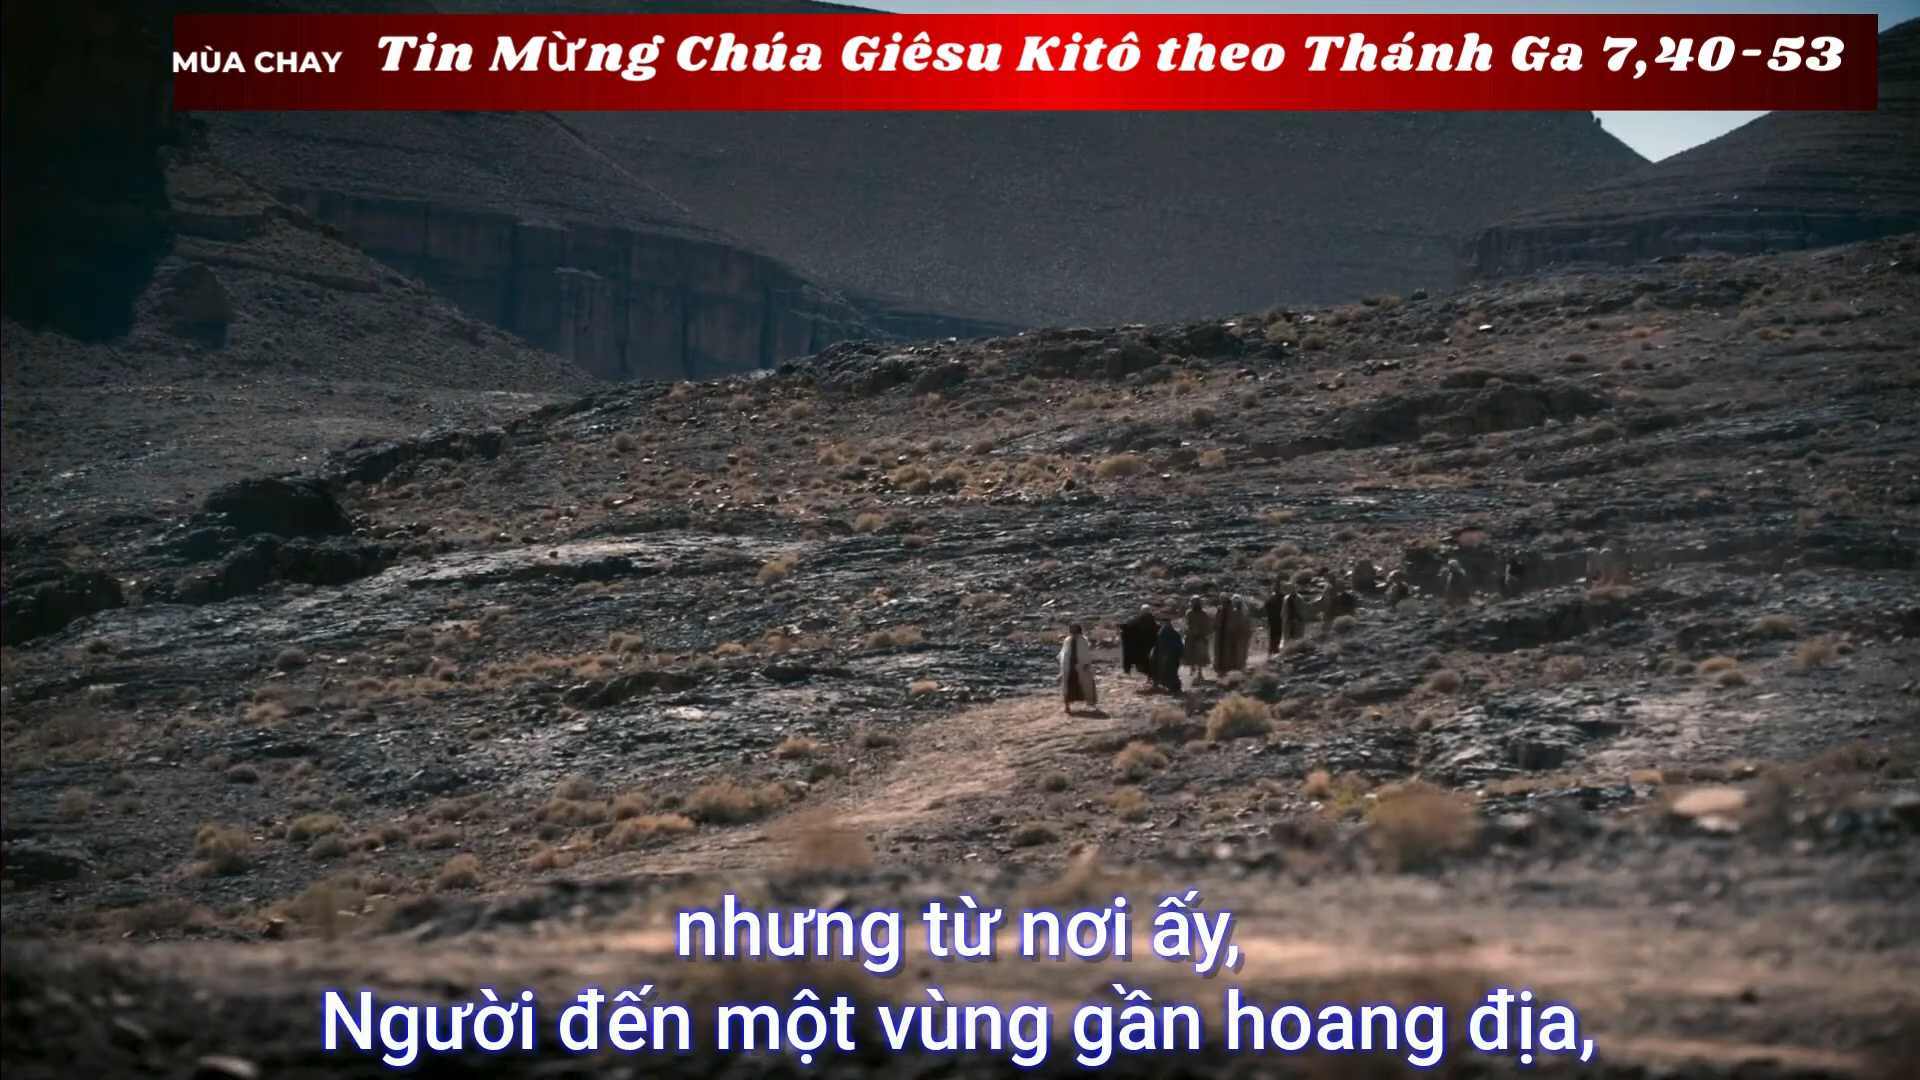 MÙA CHAY Tin Mừng Chúa Giêsu Kitô theo Thánh Ga 7,40-53
nhưng từ nơi ấy,
Người đến một vùng gần hoang địa,